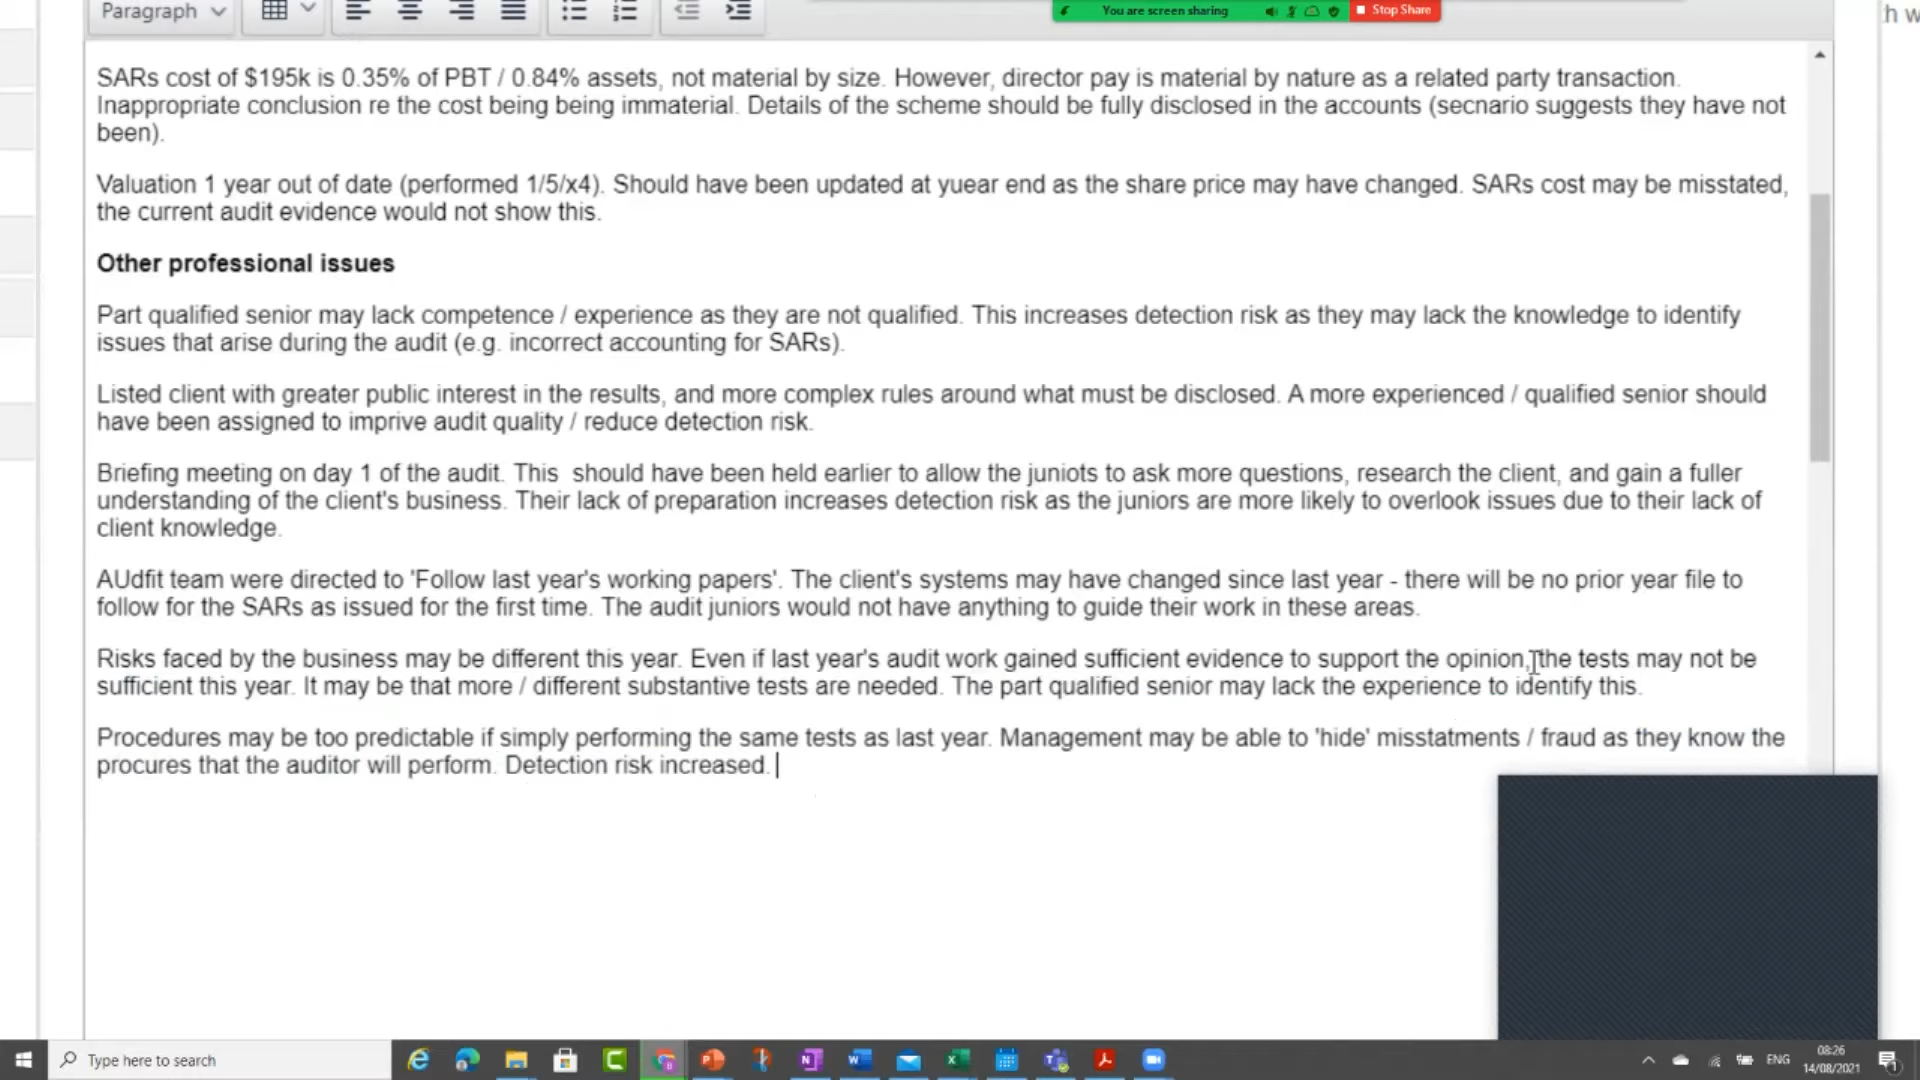 Paragraph
You are screen sharing
Stop Share
SARs cost of $195k is 0.35% of PBT / 0.84% assets, not material by size. However, director pay is material by nature as a related party transaction.
Inappropriate conclusion re the cost being being immaterial. Details of the scheme should be fully disclosed in the accounts (secnario suggests they have not
been).
Valuation 1 year out of date (performed 1/5/x4). Should have been updated at yuear end as the share price may have changed. SARs cost may be misstated,
the current audit evidence would not show this.
Other professional issues
Part qualified senior may lack competence / experience as they are not qualified. This increases detection risk as they may lack the knowledge to identify
issues that arise during the audit (e.g. incorrect accounting for SARs).
Listed client with greater public interest in the results, and more complex rules around what must be disclosed. A more experienced / qualified senior should
have been assigned to imprive audit quality / reduce detection risk.
Briefing meeting on day 1 of the audit. This  should have been held earlier to allow the juniots to ask more questions, research the client, and gain a fuller
understanding of the client's business. Their lack of preparation increases detection risk as the juniors are more likely to overlook issues due to their lack of
client knowledge.
AUdfit team were directed to 'Follow last year's working papers'. The client's systems may have changed since last year - there will be no prior year file to
follow for the SARs as issued for the first time. The audit juniors would not have anything to guide their work in these areas.
Risks faced by the business may be different this year. Even if last year's audit work gained sufficient evidence to support the opinion, the tests may not be
sufficient this year. It may be that more / different substantive tests are needed. The part qualified senior may lack the experience to identify this.
Procedures may be too predictable if simply performing the same tests as last year. Management may be able to 'hide' misstatments / fraud as they know the
procures that the auditor will perform. Detection risk increased.
Type here to search
ENG
08:26
14/08/2021